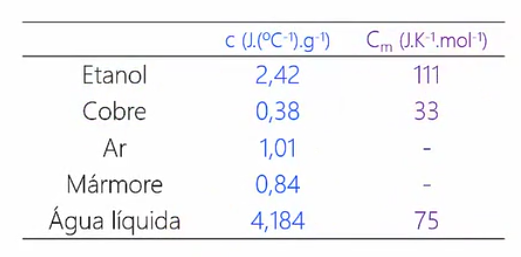 c (J.(ºC⁻¹).g⁻¹) Cₘ (J.K⁻¹.mol⁻¹)
Etanol 2,42 111
Cobre 0,38 33
Ar 1,01 -
Mármore 0,84 -
Água líquida 4,184 75